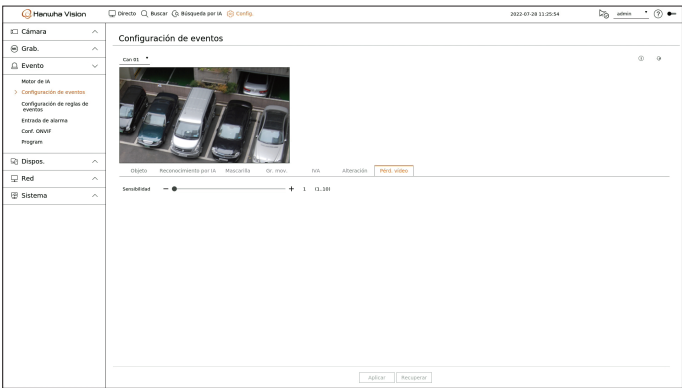 Hanwha Vision
Directo
Buscar
Búsqueda por IA
Config.
2022-07-28 11:25:54
admin
Cámara
Grab.
Evento
Motor de IA
> Configuración de eventos
Configuración de reglas de
eventos
Entrada de alarma
Conf. ONVIF
Program
Dispos.
Red
Sistema
Configuración de eventos
Can 01
Objeto
Reconocimiento por IA
Mascarilla
Gr. mov.
IVA
Alteración
Pérd. vídeo
Sensibilidad
1 (1..10)
Aplicar
Recuperar